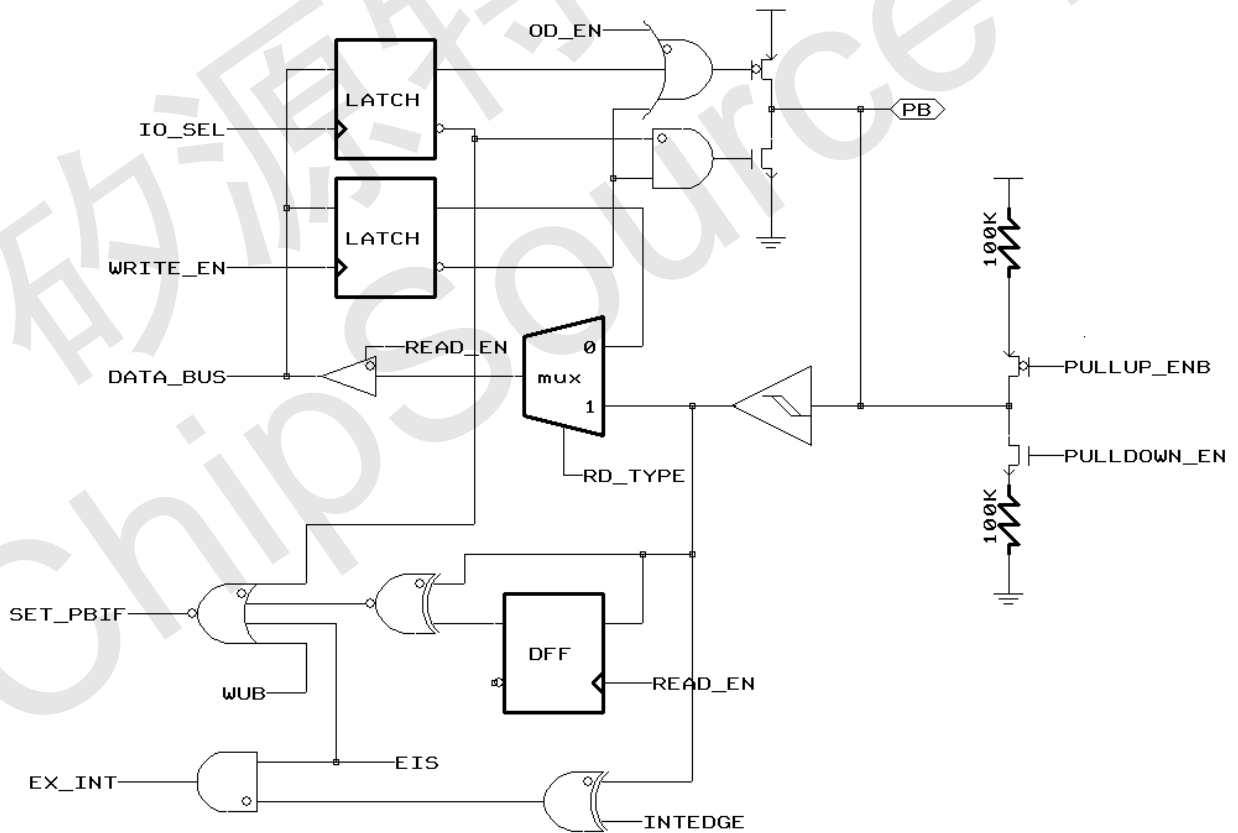 OD_EN
LATCH
IO_SEL
PB
LATCH
WRITE_EN
100K
READ_EN
0
DATA_BUS
mux
PULLUP_ENB
1
RD_TYPE
PULLDOWN_EN
100K
SET_PBIF
DFF
WUB
READ_EN
EIS
EX_INT
INTEDGE
矽源特
ChipSource